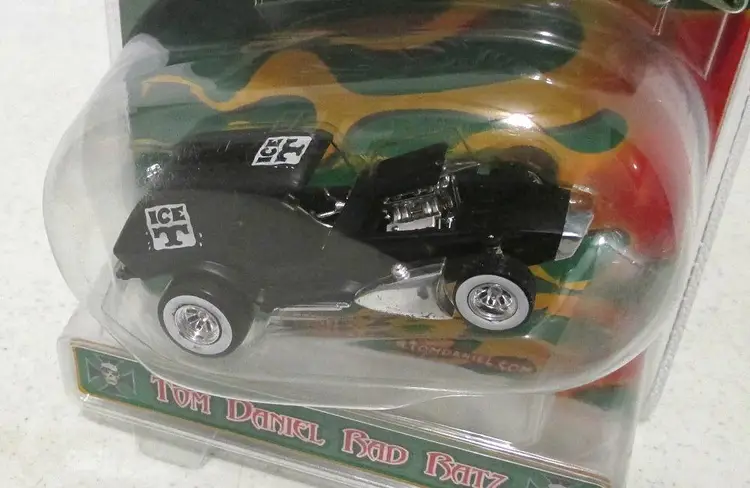 ICE
T
ICE
T
©TOMDANIEL.COM
TOM DANIEL RAD RATZ